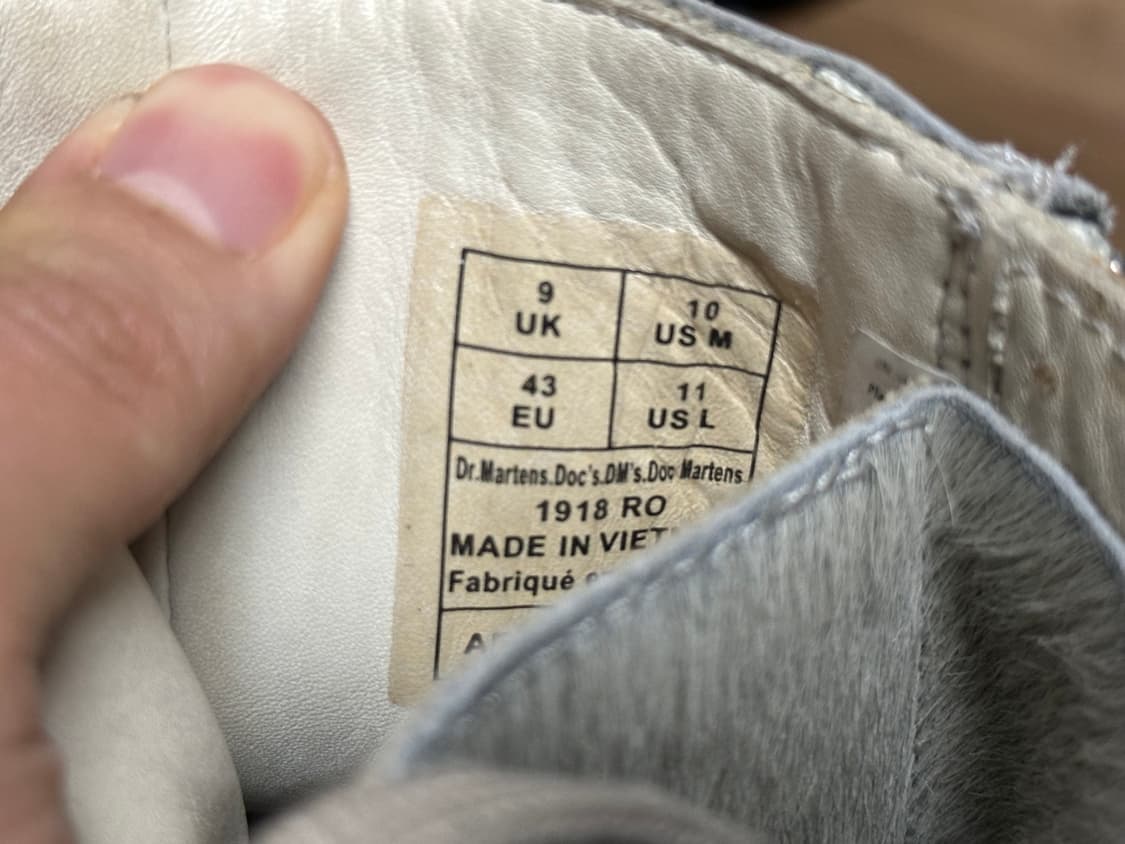 9 UK
10 US M
43 EU
11 US L
Dr.Martens.Doc's.DM's.Doc Martens
1918 RO
MADE IN
Fabriqué